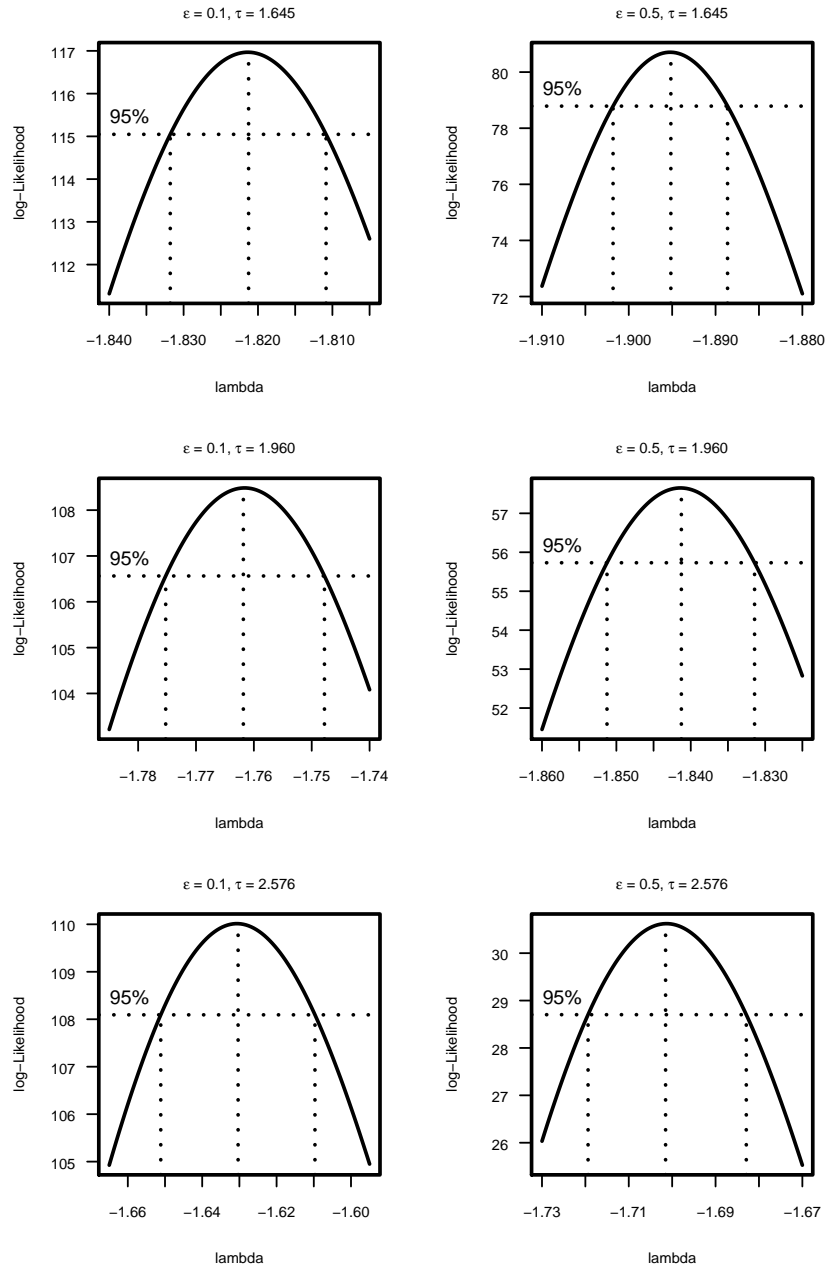 ε = 0.1, τ = 1.645
117
116
115
114
113
112
95%
log−Likelihood
−1.840 −1.830 −1.820 −1.810
lambda
ε = 0.5, τ = 1.645
80
78
76
74
72
95%
log−Likelihood
−1.910 −1.900 −1.890 −1.880
lambda
ε = 0.1, τ = 1.960
108
107
106
105
104
95%
log−Likelihood
−1.78 −1.77 −1.76 −1.75 −1.74
lambda
ε = 0.5, τ = 1.960
57
56
55
54
53
52
95%
log−Likelihood
−1.860 −1.850 −1.840 −1.830
lambda
ε = 0.1, τ = 2.576
110
109
108
107
106
105
95%
log−Likelihood
−1.66 −1.64 −1.62 −1.60
lambda
ε = 0.5, τ = 2.576
30
29
28
27
26
95%
log−Likelihood
−1.73 −1.71 −1.69 −1.67
lambda